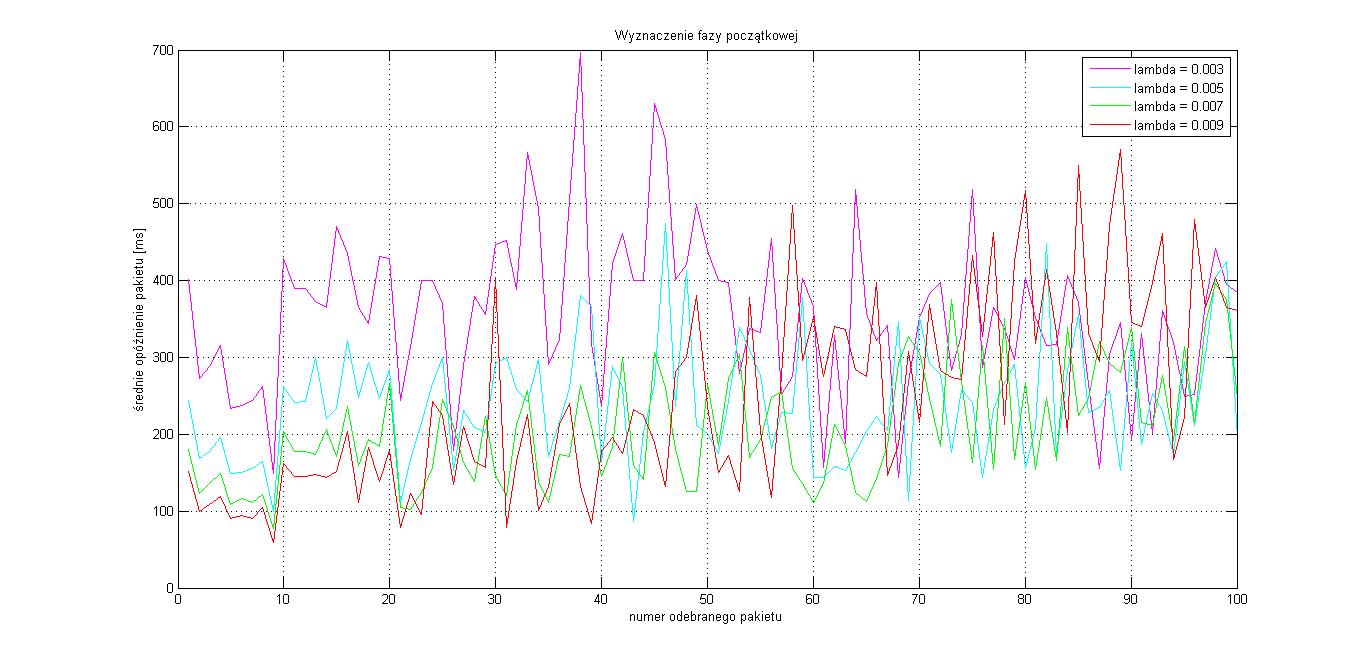 Wyznaczenie fazy początkowej
700
600
500
400
300
200
100
0
średnie opóźnienie pakietu [ms]
lambda = 0.003
lambda = 0.005
lambda = 0.007
lambda = 0.009
0 10 20 30 40 50 60 70 80 90 100
numer odebranego pakietu